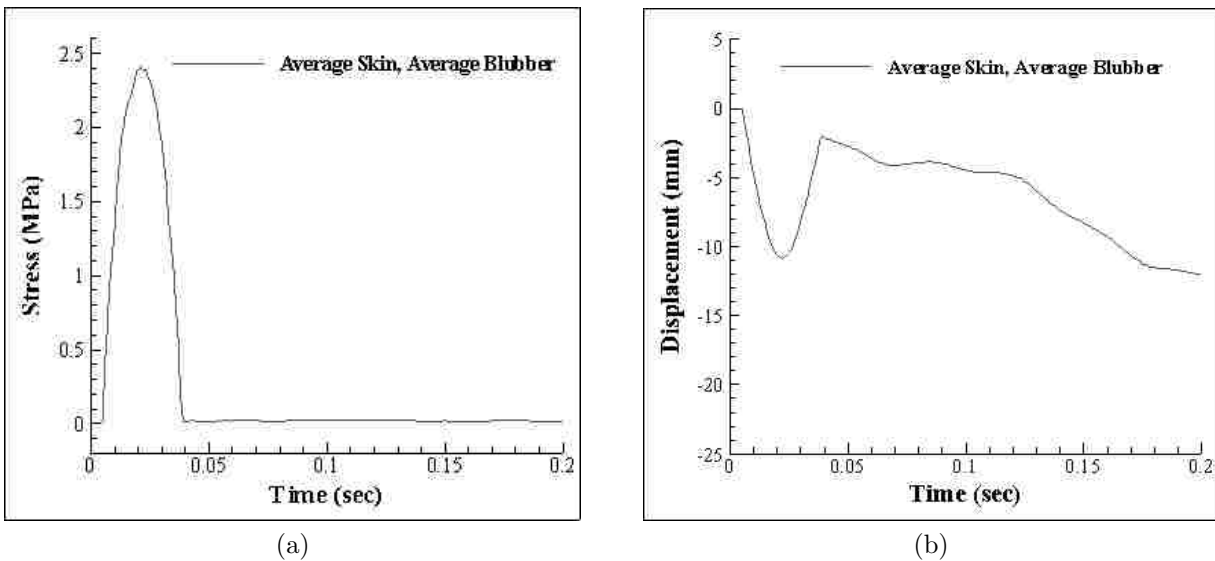 2.5
2
1.5
1
0.5
0
Stress (MPa)
Average Skin, Average Blubber
0
0.05
0.1
0.15
0.2
Time (sec)
(a)
5
0
-5
-10
-15
-20
-25
Displacement (mm)
Average Skin, Average Blubber
0
0.05
0.1
0.15
0.2
Time (sec)
(b)